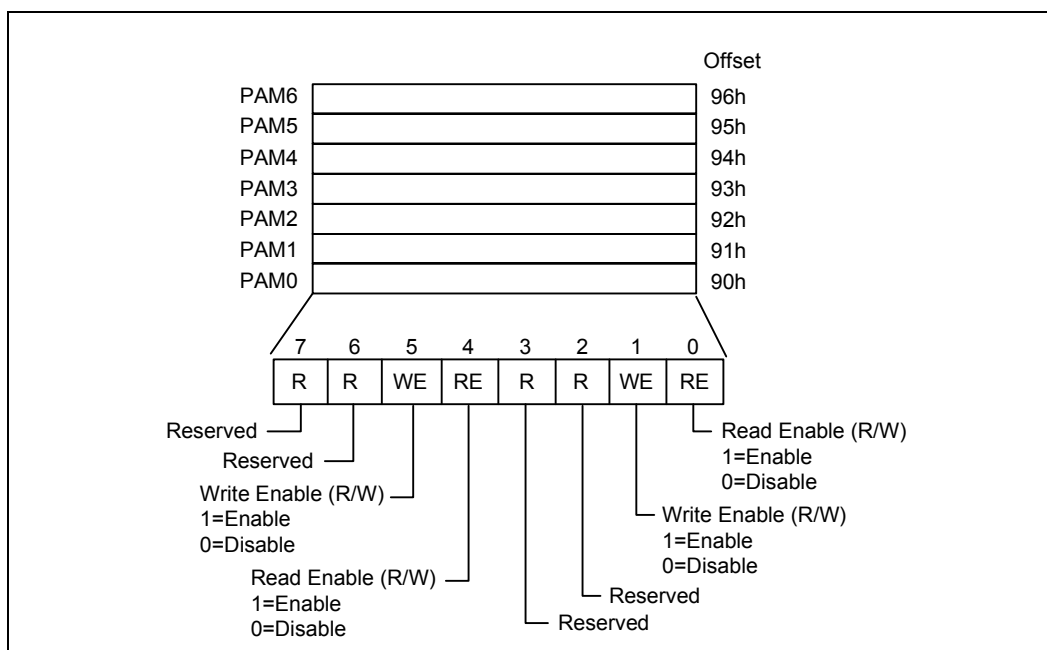 Offset
PAM6 96h
PAM5 95h
PAM4 94h
PAM3 93h
PAM2 92h
PAM1 91h
PAM0 90h
7 6 5 4 3 2 1 0
R R WE RE R R WE RE
Reserved
Reserved
Write Enable (R/W)
1=Enable
0=Disable
Read Enable (R/W)
1=Enable
0=Disable
Reserved
Reserved
Write Enable (R/W)
1=Enable
0=Disable
Read Enable (R/W)
1=Enable
0=Disable